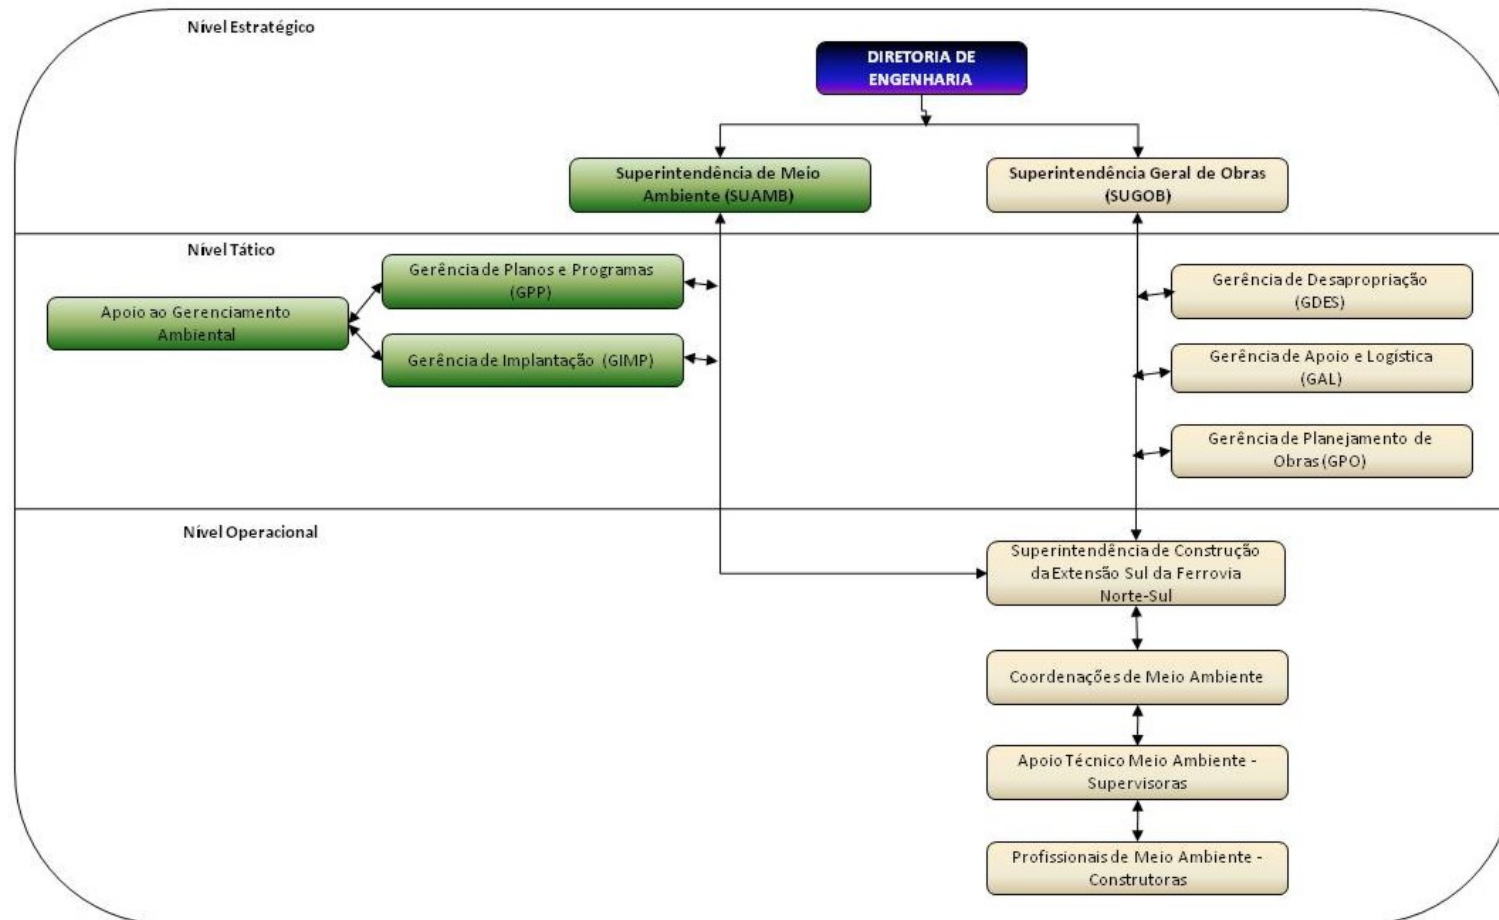 Nível Estratégico
DIRETORIA DE
ENGENHARIA
Superintendência de Meio
Ambiente (SUAMB)
Superintendência Geral de Obras
(SUGOB)
Nível Tático
Gerência de Planos e Programas
(GPP)
Apoio ao Gerenciamento
Ambiental
Gerência de Implantação (GIMP)
Gerência de Desapropriação
(GDES)
Gerência de Apoio e Logística
(GAL)
Gerência de Planejamento de
Obras (GPO)
Nível Operacional
Superintendência de Construção
da Extensão Sul da Ferrovia
Norte-Sul
Coordenações de Meio Ambiente
Apoio Técnico Meio Ambiente -
Supervisoras
Profissionais de Meio Ambiente -
Construtoras